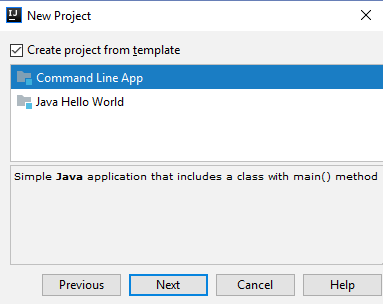 IJ New Project
Create project from template
Command Line App
Java Hello World
Simple Java application that includes a class with main() method
Previous Next Cancel Help